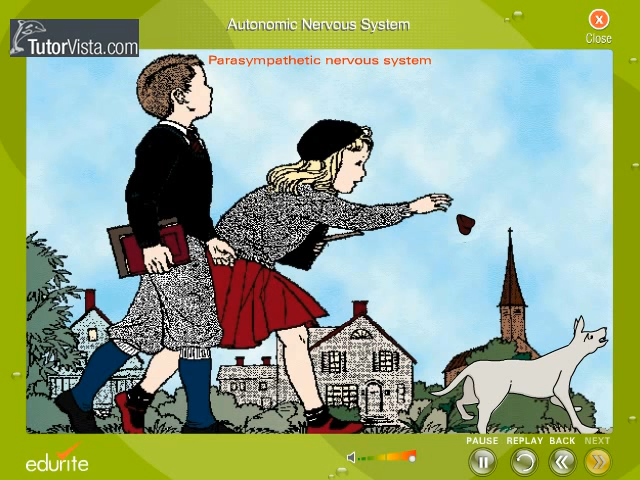 Autonomic Nervous System
Close
TutorVista.com
Parasympathetic nervous system
PAUSE REPLAY BACK NEXT
edurite